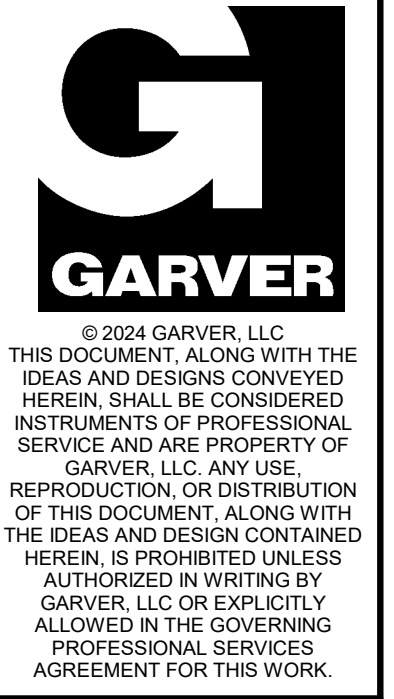 GARVER
© 2024 GARVER, LLC
THIS DOCUMENT, ALONG WITH THE
IDEAS AND DESIGNS CONVEYED
HEREIN, SHALL BE CONSIDERED
INSTRUMENTS OF PROFESSIONAL
SERVICE AND ARE PROPERTY OF
GARVER, LLC. ANY USE,
REPRODUCTION, OR DISTRIBUTION
OF THIS DOCUMENT, ALONG WITH
THE IDEAS AND DESIGN CONTAINED
HEREIN, IS PROHIBITED UNLESS
AUTHORIZED IN WRITING BY
GARVER, LLC OR EXPLICITLY
ALLOWED IN THE GOVERNING
PROFESSIONAL SERVICES
AGREEMENT FOR THIS WORK.